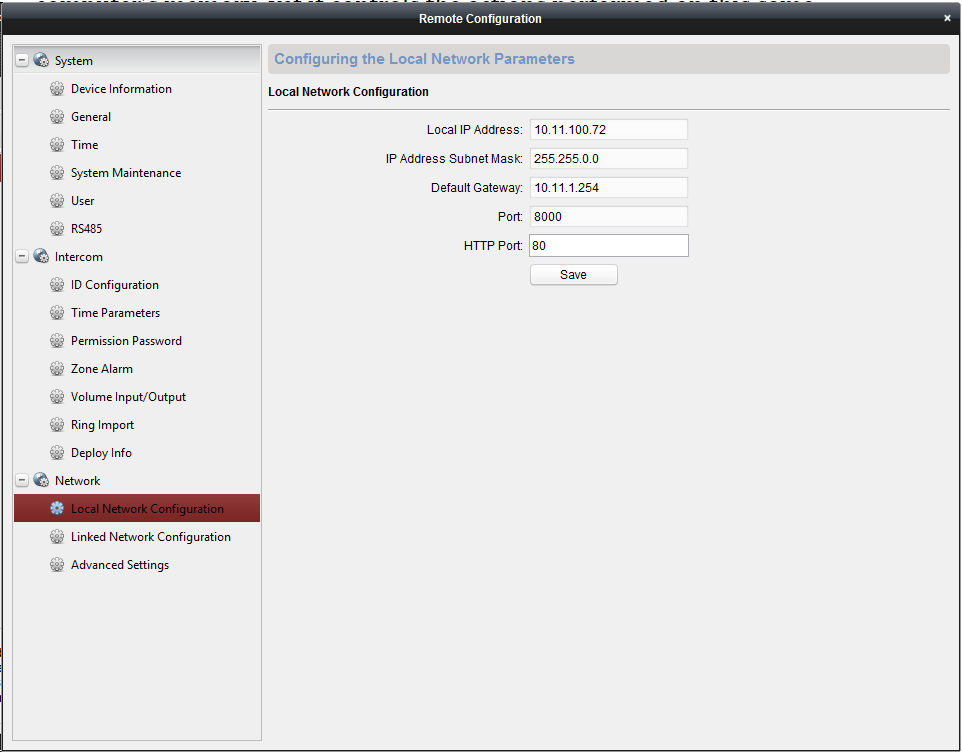 Remote Configuration
×
System
Device Information
General
Time
System Maintenance
User
RS485
Intercom
ID Configuration
Time Parameters
Permission Password
Zone Alarm
Volume Input/Output
Ring Import
Deploy Info
Network
Local Network Configuration
Linked Network Configuration
Advanced Settings
Configuring the Local Network Parameters
Local Network Configuration
Local IP Address: 10.11.100.72
IP Address Subnet Mask: 255.255.0.0
Default Gateway: 10.11.1.254
Port: 8000
HTTP Port: 80
Save